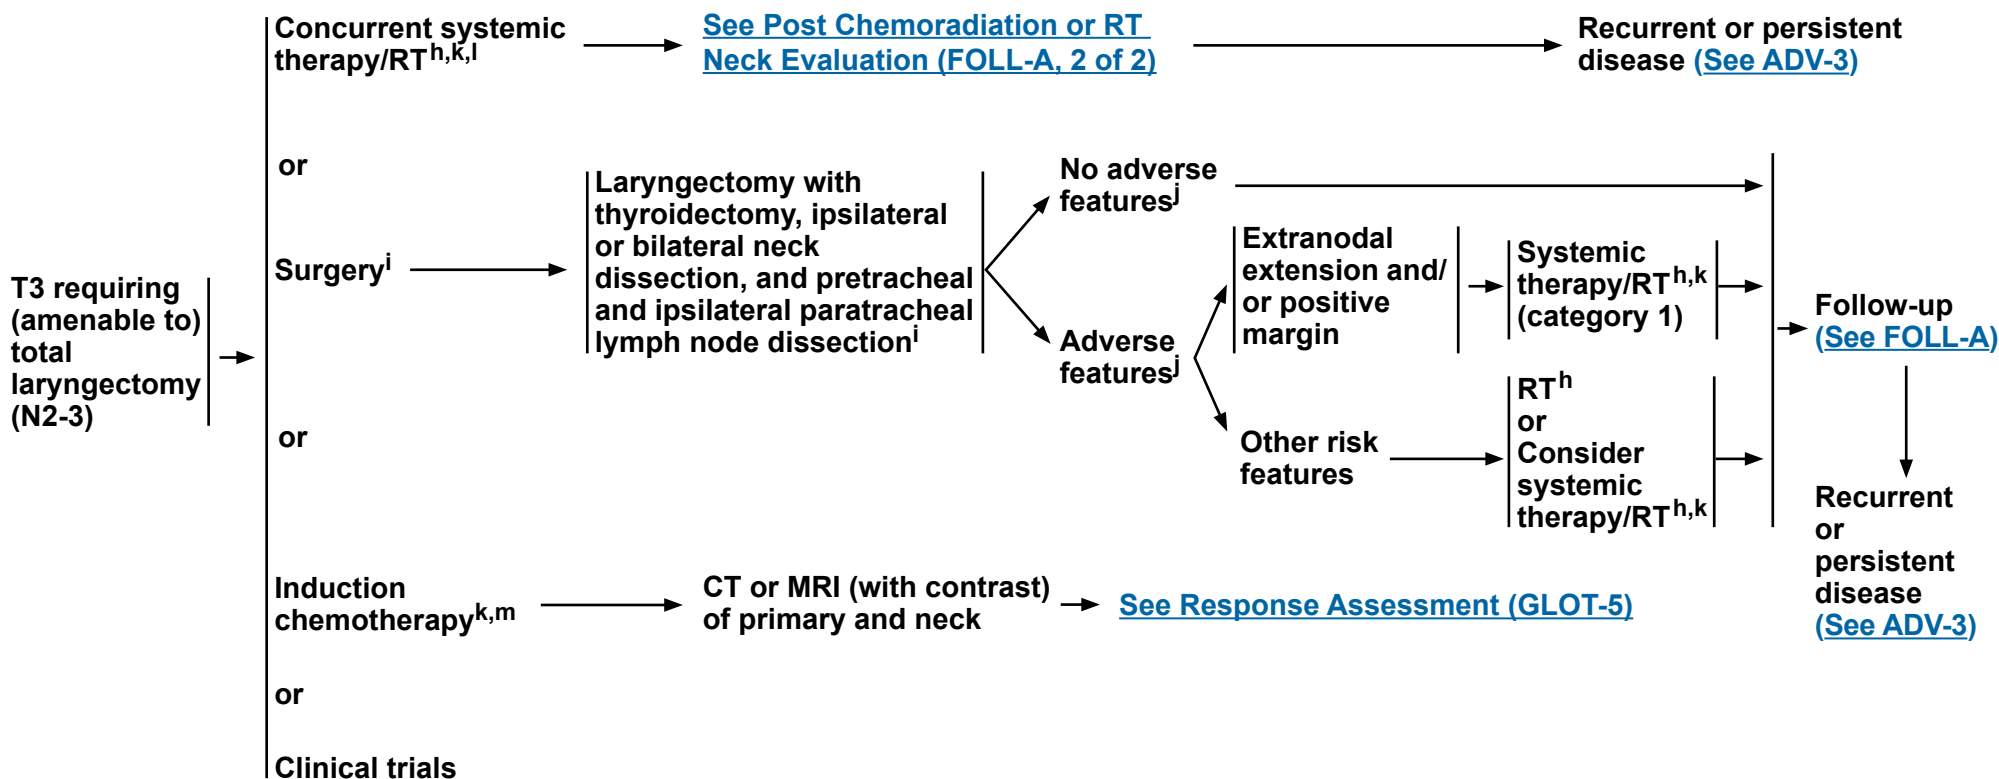 T3 requiring
(amenable to)
total
laryngectomy
(N2-3)
Concurrent systemic
therapy/RTh,k,l
See Post Chemoradiation or RT
Neck Evaluation (FOLL-A, 2 of 2)
Recurrent or persistent
disease (See ADV-3)
or
Surgeryi
Laryngectomy with
thyroidectomy, ipsilateral
or bilateral neck
dissection, and pretracheal
and ipsilateral paratracheal
lymph node dissectioni
No adverse
featuresj
Adverse
featuresj
Extranodal
extension and/
or positive
margin
Systemic
therapy/RTh,k
(category 1)
Other risk
features
RTh
or
Consider
systemic
therapy/RTh,k
Follow-up
(See FOLL-A)
Recurrent
or
persistent
disease
(See ADV-3)
or
Induction
chemotherapyk,m
CT or MRI (with contrast)
of primary and neck
See Response Assessment (GLOT-5)
or
Clinical trials